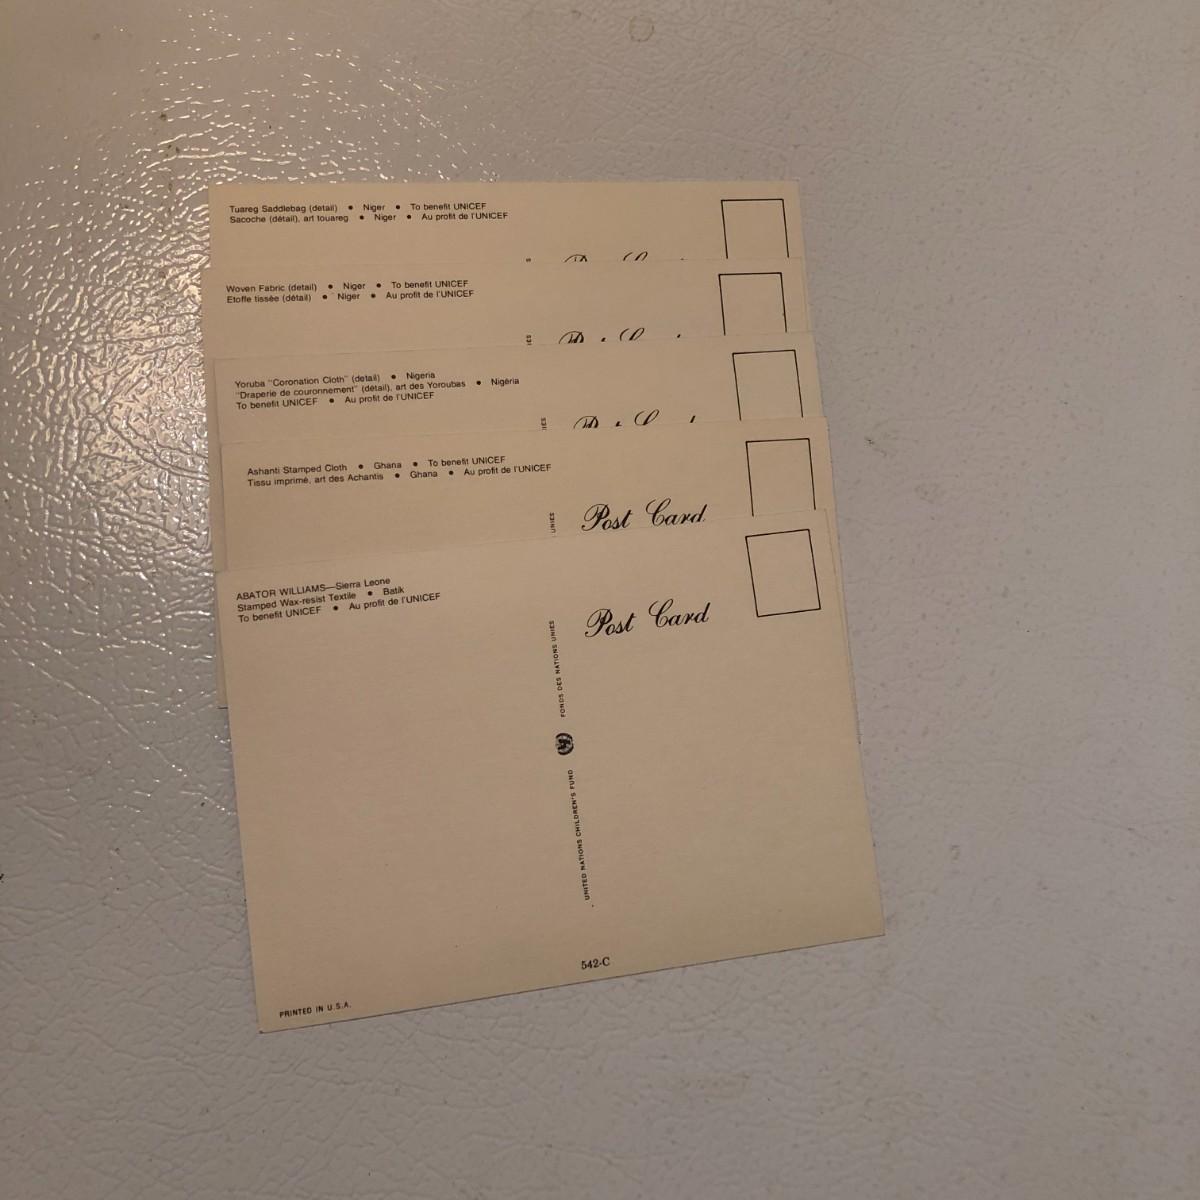 Tuareg Saddlebag (detail) • Niger • To benefit UNICEF
Sacoche (détail), art touareg • Niger • Au profit de l'UNICEF
Woven Fabric (detail) • Niger • To benefit UNICEF
Etoffe tissée (détail) • Niger • Au profit de l'UNICEF
IES
Yoruba "Coronation Cloth" (detail) • Nigeria
"Draperie de couronnement" (détail), art des Yoroubas • Nigéria
To benefit UNICEF • Au profit de l'UNICEF
IES
Ashanti Stamped Cloth • Ghana • To benefit UNICEF
Tissu imprimé, art des Achantis • Ghana • Au profit de l'UNICEF
UNIES
Post Card
ABATOR WILLIAMS—Sierra Leone
Stamped Wax-resist Textile • Batik
To benefit UNICEF • Au profit de l'UNICEF
Post Card
UNITED NATIONS CHILDREN'S FUND FONDS DES NATIONS UNIES
542-C
PRINTED IN U.S.A.